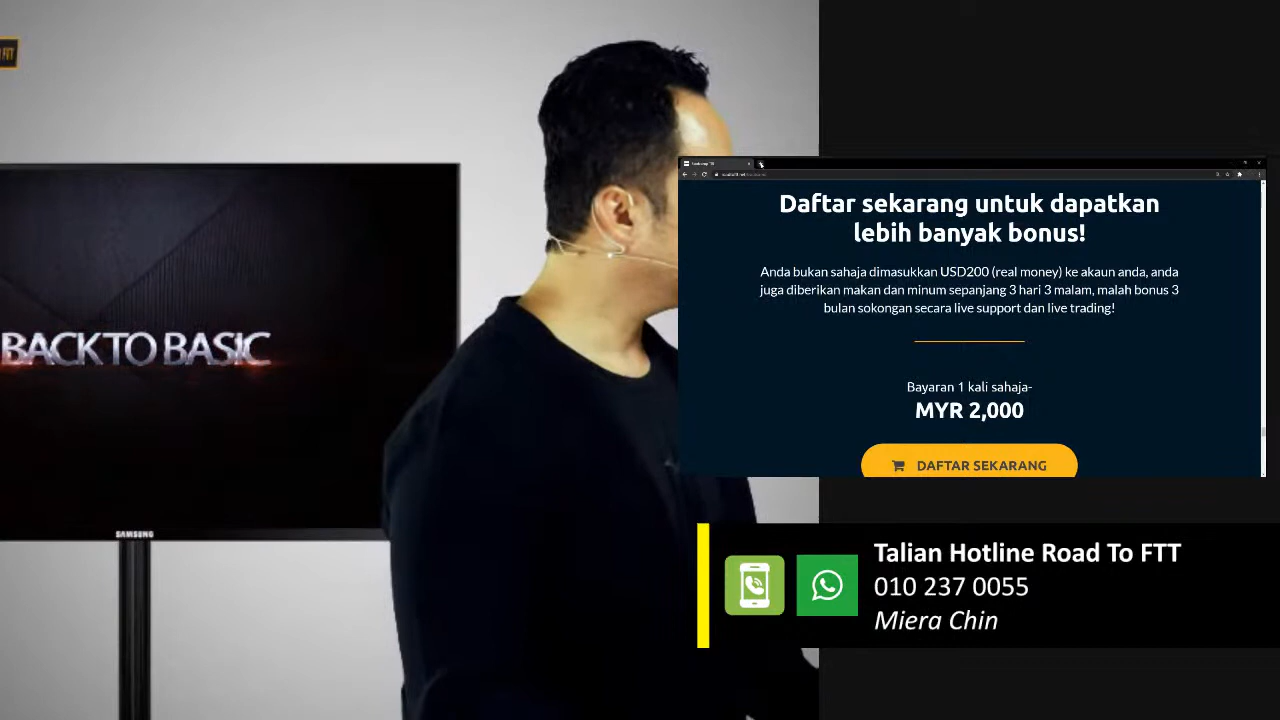 FTT
BACK TO BASIC
SAMSUNG
Daftar sekarang untuk dapatkan
lebih banyak bonus!
Anda bukan sahaja dimasukkan USD200 (real money) ke akaun anda, anda
juga diberikan makan dan minum sepanjang 3 hari 3 malam, malah bonus 3
bulan sokongan secara live support dan live trading!
Bayaran 1 kali sahaja-
MYR 2,000
DAFTAR SEKARANG
Talian Hotline Road To FTT
010 237 0055
Miera Chin